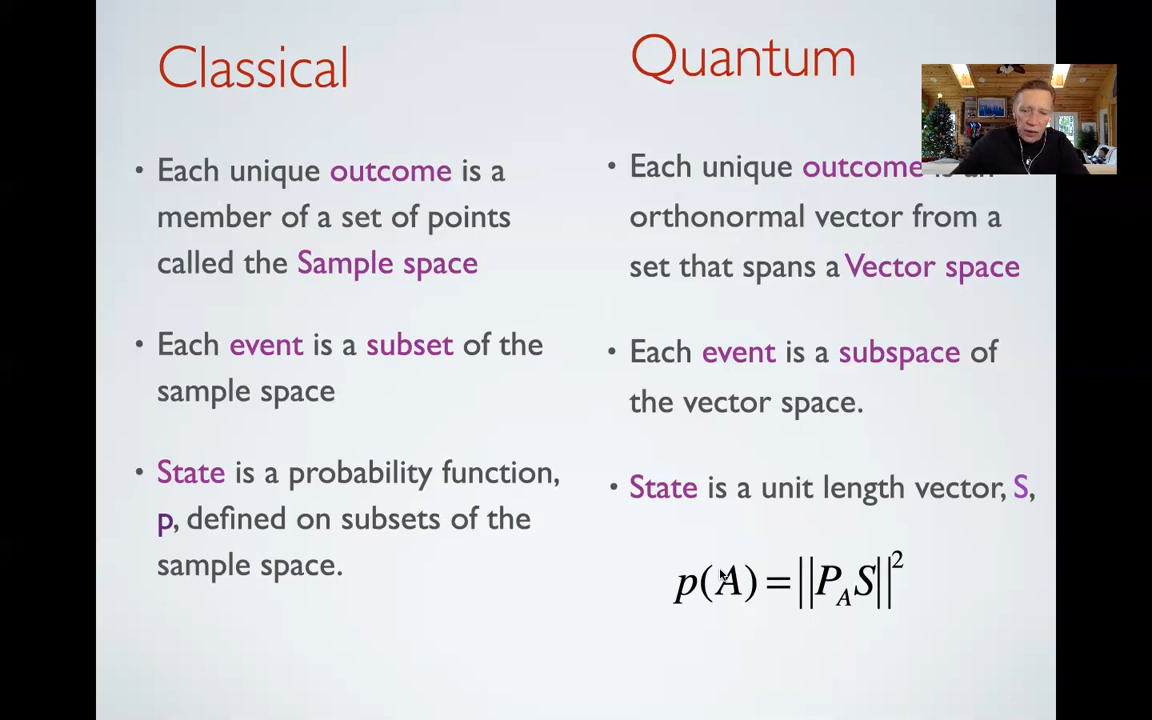 Classical
• Each unique outcome is a
member of a set of points
called the Sample space
• Each event is a subset of the
sample space
• State is a probability function,
p, defined on subsets of the
sample space.
Quantum
• Each unique outcome
orthonormal vector from a
set that spans a Vector space
• Each event is a subspace of
the vector space.
• State is a unit length vector, S,
p(A) = ||P_A S||²